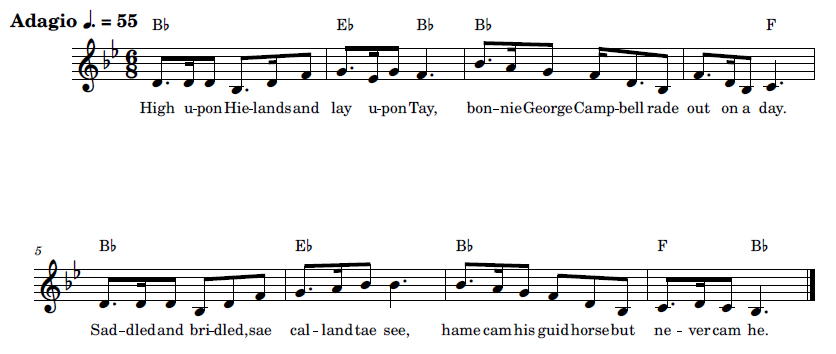 Adagio ♩. = 55
B♭ E♭ B♭ B♭ F
6
8
High u-pon Hie-lands and lay u-pon Tay, bon-nie George Camp-bell rade out on a day.
5
B♭ E♭ B♭ F B♭
Sad-dled and bri-dled, sae cal-land tae see, hame cam his guid horse but ne-ver cam he.